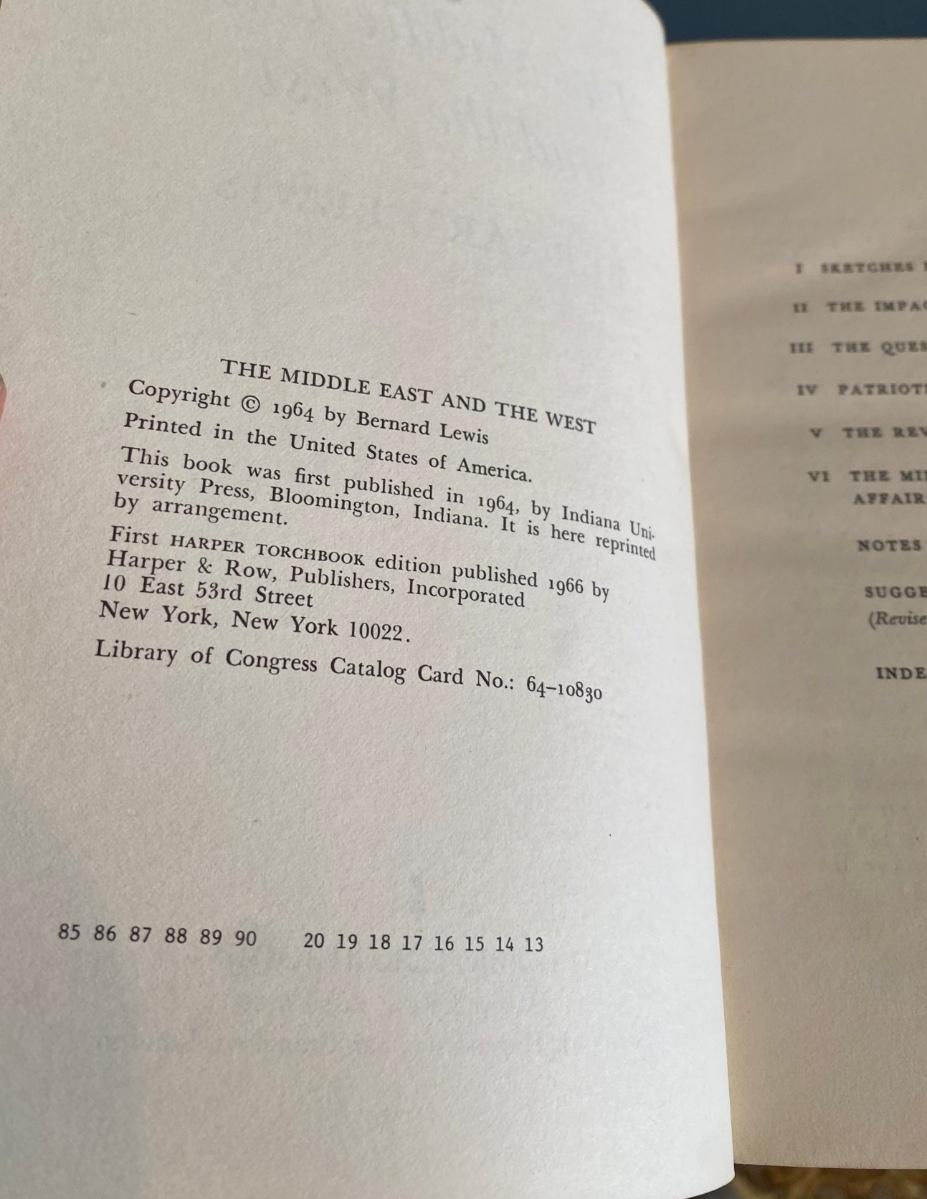 THE MIDDLE EAST AND THE WEST
Copyright © 1964 by Bernard Lewis
Printed in the United States of America.
This book was first published in 1964, by Indiana Uni-
versity Press, Bloomington, Indiana. It is here reprinted
by arrangement.
First HARPER TORCHBOOK edition published 1966 by
Harper & Row, Publishers, Incorporated
10 East 53rd Street
New York, New York 10022.
Library of Congress Catalog Card No.: 64–10830
85 86 87 88 89 90 20 19 18 17 16 15 14 13
I SKETCHES
II THE IMPAC
III THE QUES
IV PATRIOTI
V THE REV
VI THE MI
AFFAIR
NOTES
SUGGE
(Revise
INDE